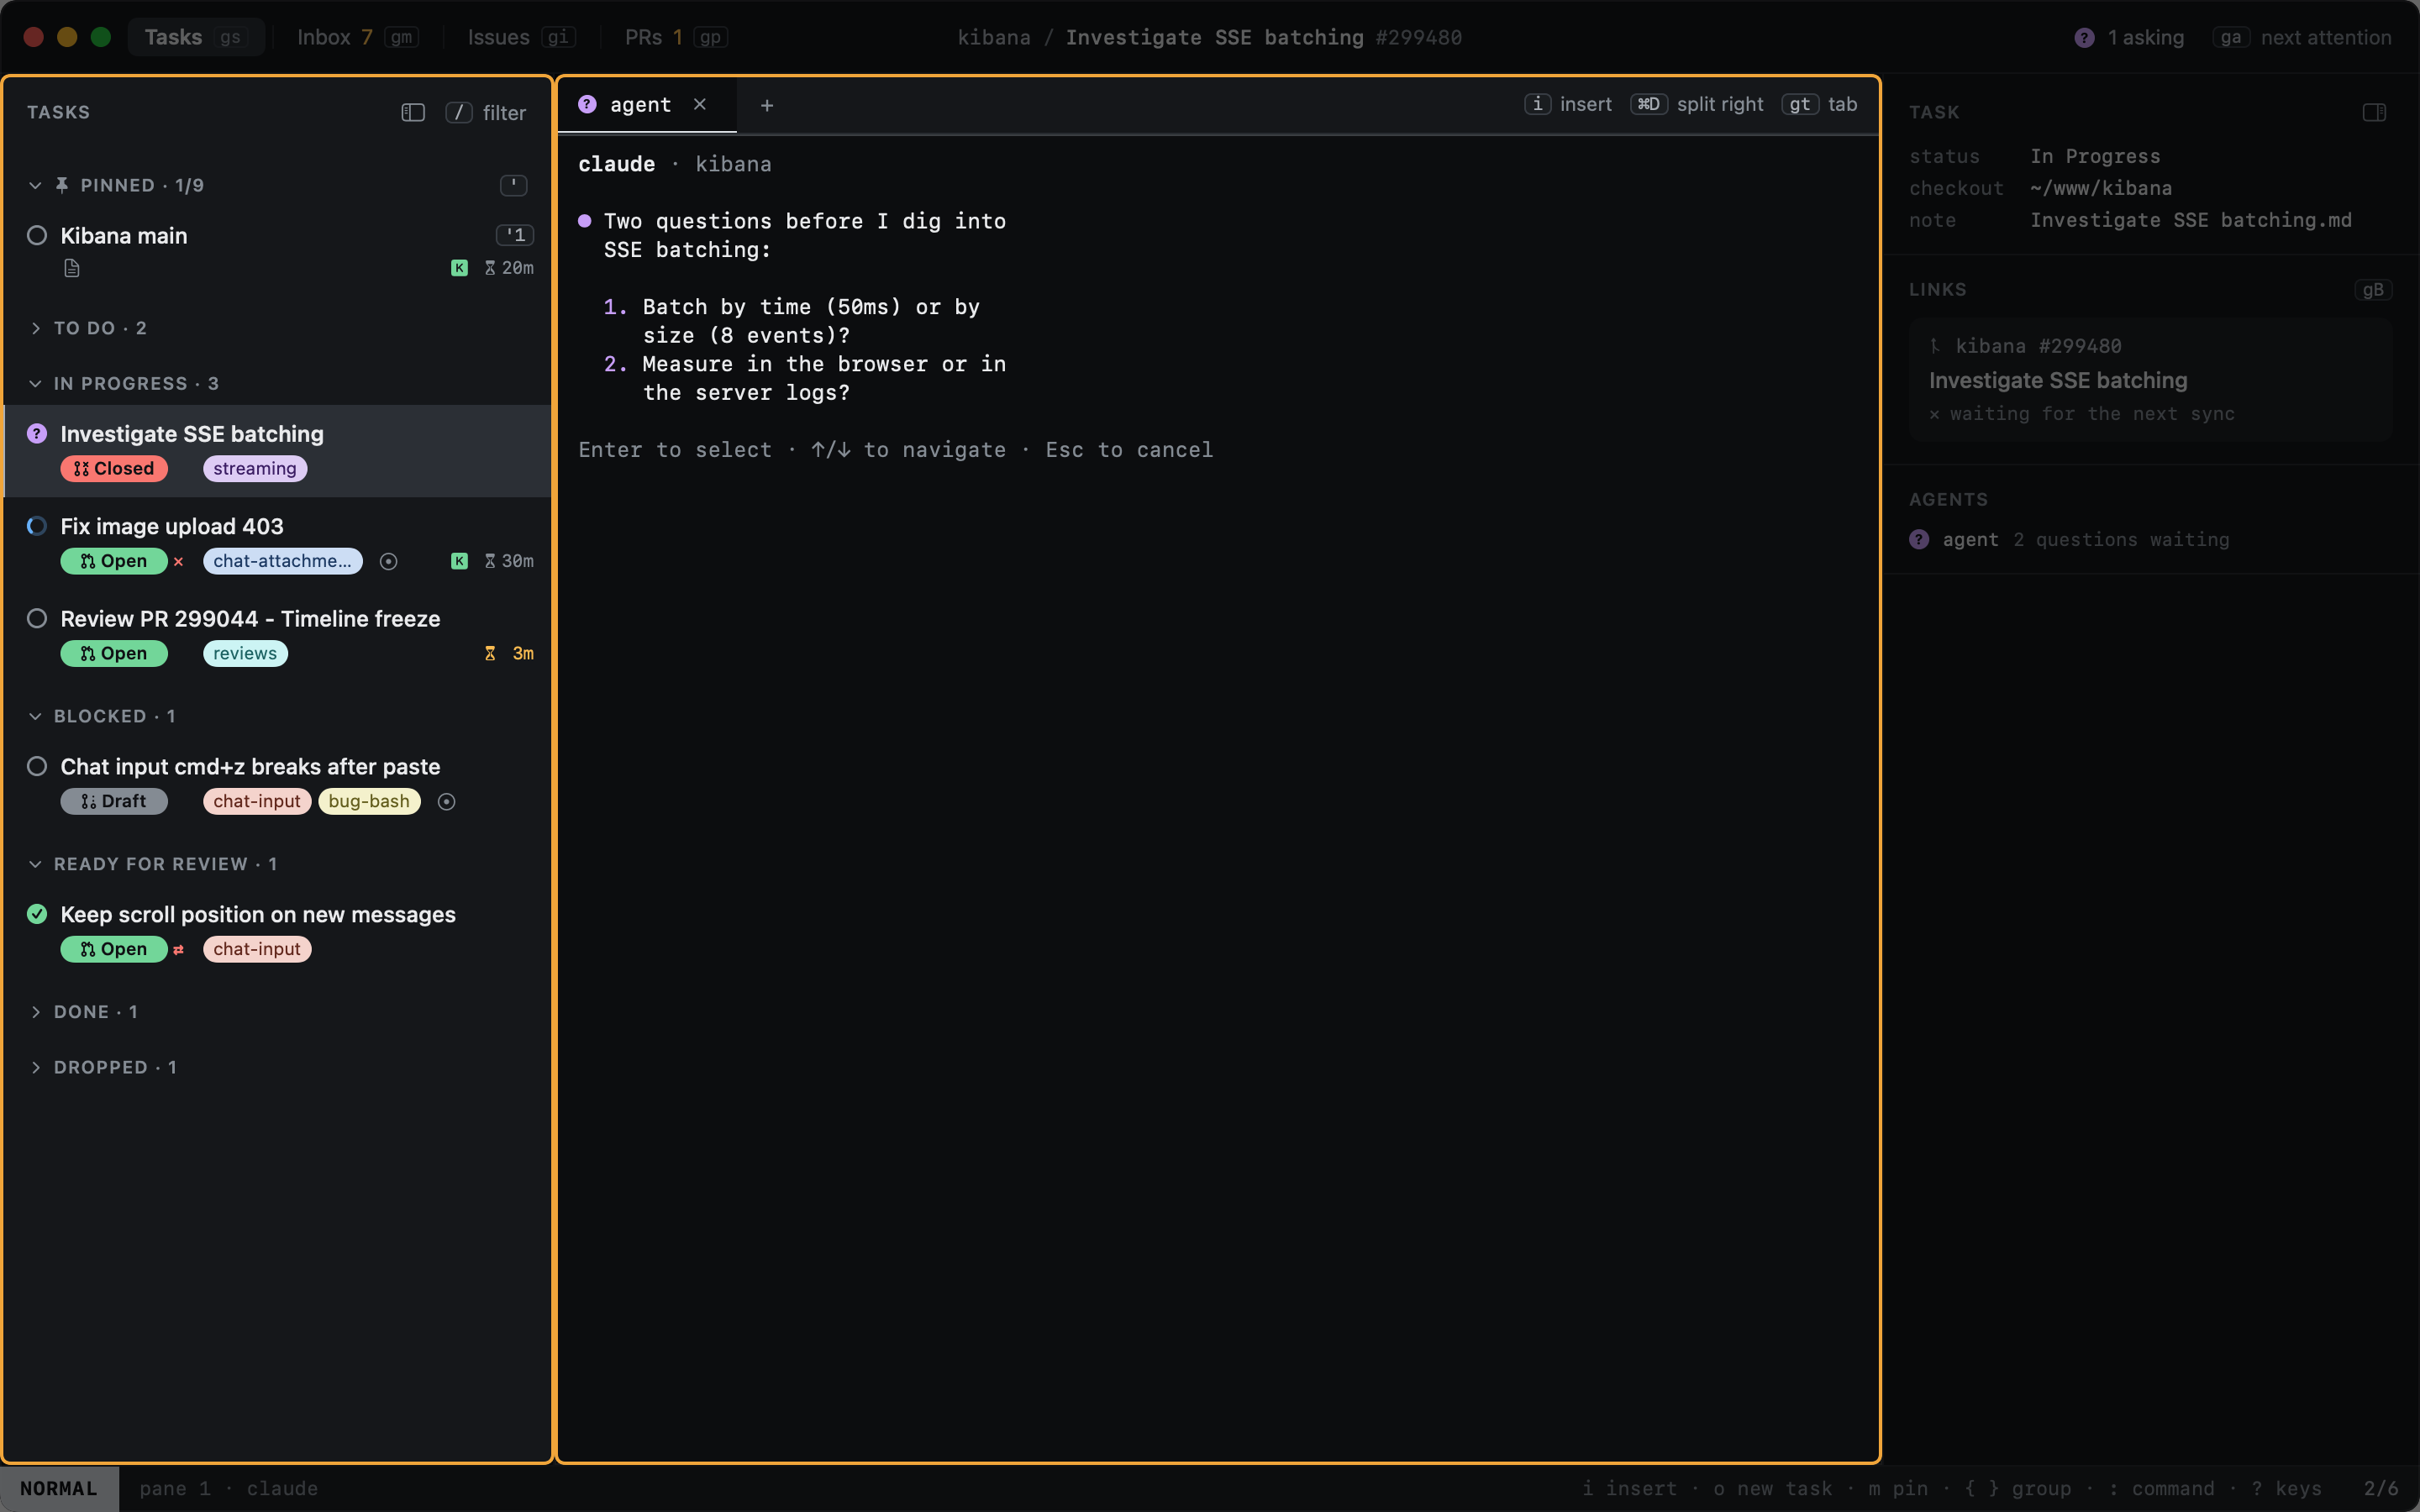 Tasks gs Inbox 7 gm Issues gi PRs 1 gp
kibana / Investigate SSE batching #299480
? 1 asking ga next attention
TASKS / filter
PINNED · 1/9 '
Kibana main '1
K 20m
TO DO · 2
IN PROGRESS · 3
? Investigate SSE batching
Closed streaming
Fix image upload 403
Open × chat-attachme... K 30m
Review PR 299044 - Timeline freeze
Open reviews 3m
BLOCKED · 1
Chat input cmd+z breaks after paste
Draft chat-input bug-bash
READY FOR REVIEW · 1
Keep scroll position on new messages
Open ⇄ chat-input
DONE · 1
DROPPED · 1
? agent × + i insert ⌘D split right gt tab
claude · kibana
Two questions before I dig into
SSE batching:
1. Batch by time (50ms) or by
size (8 events)?
2. Measure in the browser or in
the server logs?
Enter to select · ↑/↓ to navigate · Esc to cancel
TASK
status In Progress
checkout ~/www/kibana
note Investigate SSE batching.md
LINKS gB
kibana #299480
Investigate SSE batching
× waiting for the next sync
AGENTS
? agent 2 questions waiting
NORMAL pane 1 · claude
i insert · o new task · m pin · { } group · : command · ? keys 2/6